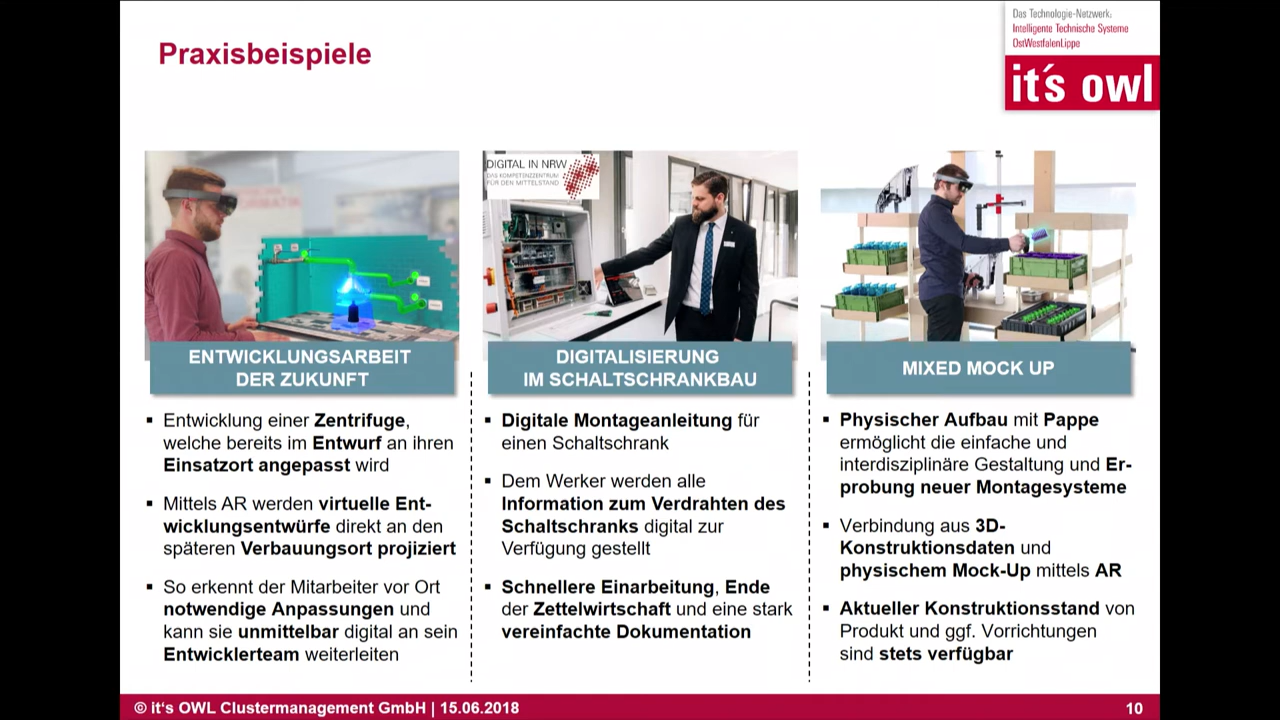 Praxisbeispiele
Das Technologie-Netzwerk:
Intelligente Technische Systeme
OstWestfalenLippe
it's owl
DIGITAL IN NRW
DAS KOMPETENZZENTRUM
FÜR DEN MITTELSTAND
ENTWICKLUNGSARBEIT
DER ZUKUNFT
▪ Entwicklung einer Zentrifuge,
welche bereits im Entwurf an ihren
Einsatzort angepasst wird
▪ Mittels AR werden virtuelle Ent-
wicklungsentwürfe direkt an den
späteren Verbauungsort projiziert
▪ So erkennt der Mitarbeiter vor Ort
notwendige Anpassungen und
kann sie unmittelbar digital an sein
Entwicklerteam weiterleiten
DIGITALISIERUNG
IM SCHALTSCHRANKBAU
▪ Digitale Montageanleitung für
einen Schaltschrank
▪ Dem Werker werden alle
Information zum Verdrahten des
Schaltschranks digital zur
Verfügung gestellt
▪ Schnellere Einarbeitung, Ende
der Zettelwirtschaft und eine stark
vereinfachte Dokumentation
MIXED MOCK UP
▪ Physischer Aufbau mit Pappe
ermöglicht die einfache und
interdisziplinäre Gestaltung und Er-
probung neuer Montagesysteme
▪ Verbindung aus 3D-
Konstruktionsdaten und
physischem Mock-Up mittels AR
▪ Aktueller Konstruktionsstand von
Produkt und ggf. Vorrichtungen
sind stets verfügbar
© it's OWL Clustermanagement GmbH | 15.06.2018
10